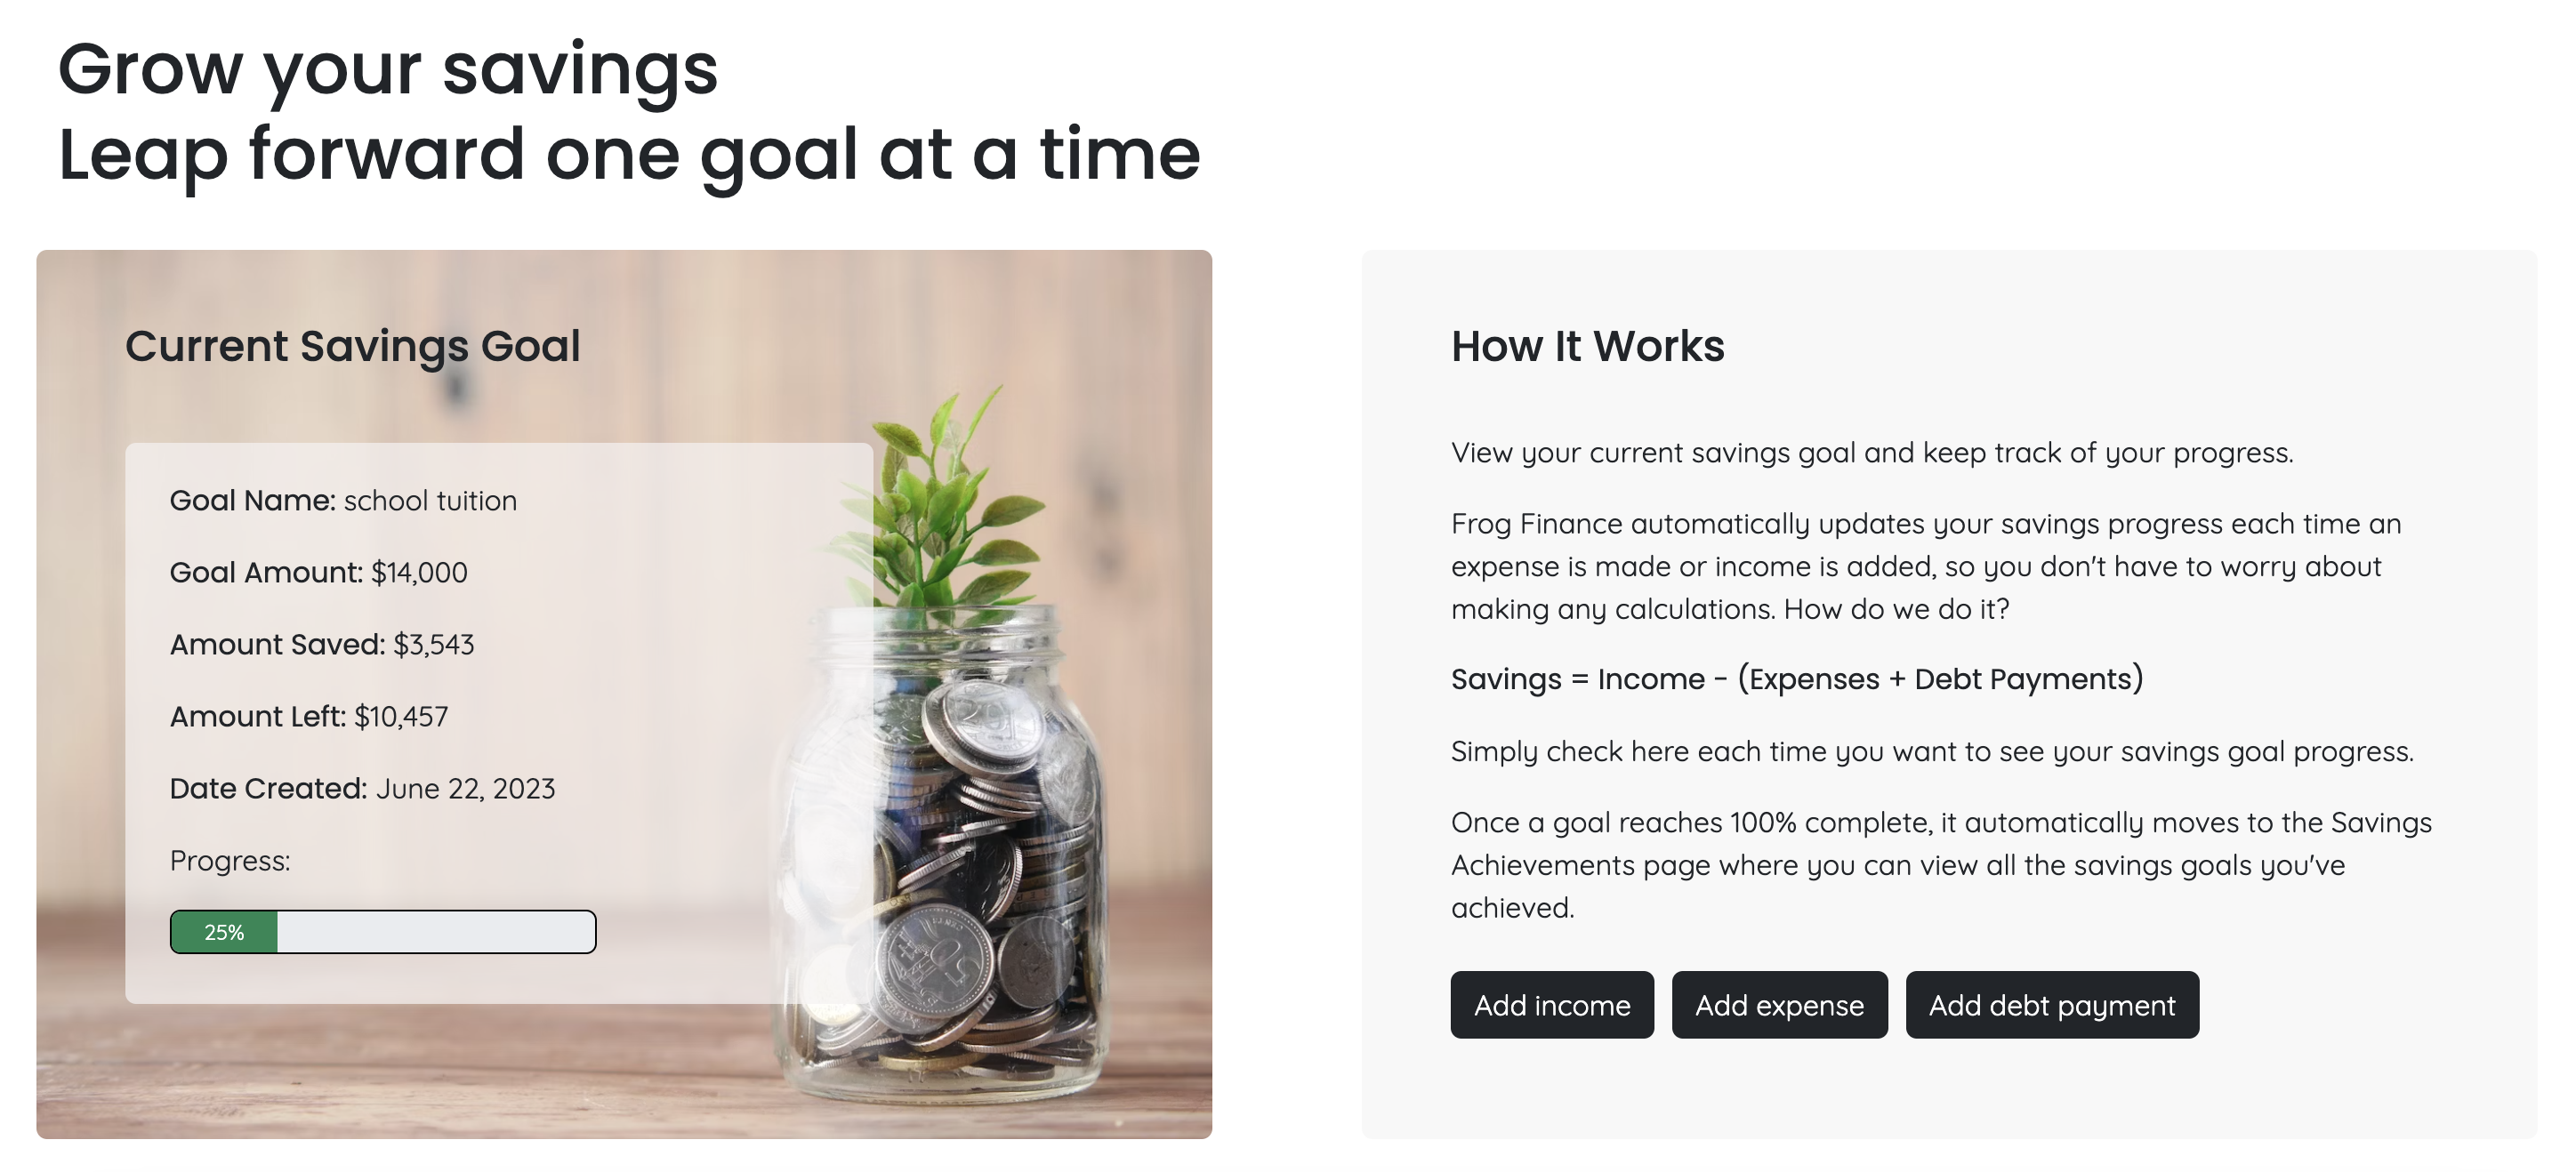 Grow your savings
Leap forward one goal at a time
Current Savings Goal
Goal Name: school tuition
Goal Amount: $14,000
Amount Saved: $3,543
Amount Left: $10,457
Date Created: June 22, 2023
Progress:
25%
How It Works
View your current savings goal and keep track of your progress.
Frog Finance automatically updates your savings progress each time an
expense is made or income is added, so you don't have to worry about
making any calculations. How do we do it?
Savings = Income - (Expenses + Debt Payments)
Simply check here each time you want to see your savings goal progress.
Once a goal reaches 100% complete, it automatically moves to the Savings
Achievements page where you can view all the savings goals you've
achieved.
Add income
Add expense
Add debt payment